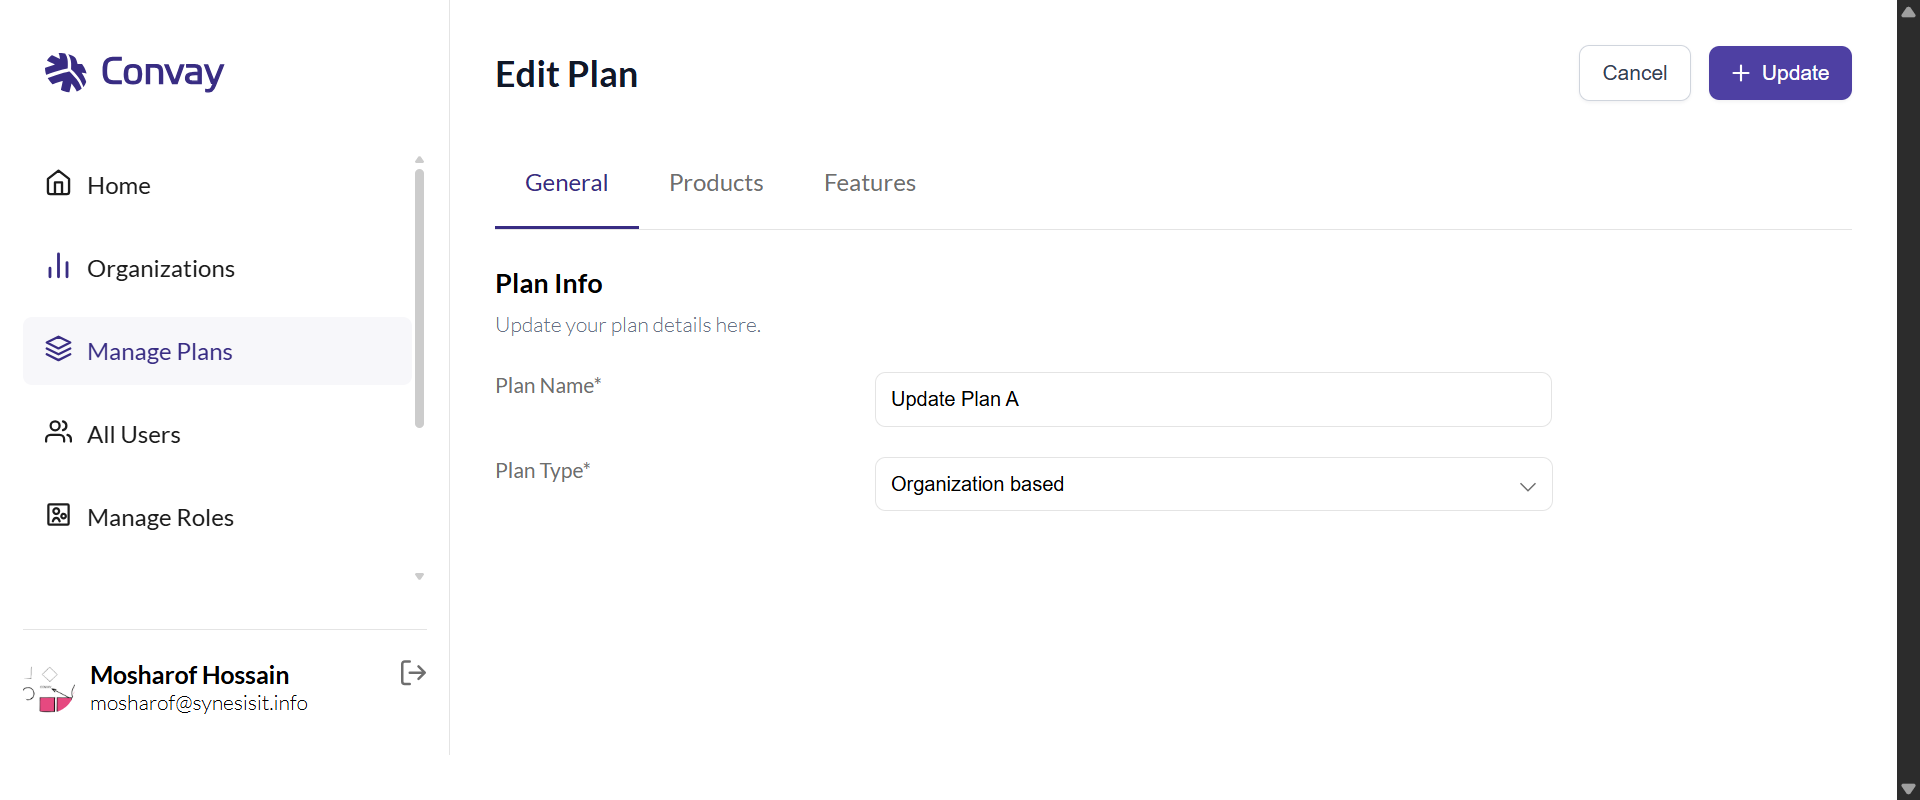 Convay
Home
Organizations
Manage Plans
All Users
Manage Roles
Mosharof Hossain
mosharof@synesisit.info
Edit Plan
Cancel
Update
General
Products
Features
Plan Info
Update your plan details here.
Plan Name*
Update Plan A
Plan Type*
Organization based